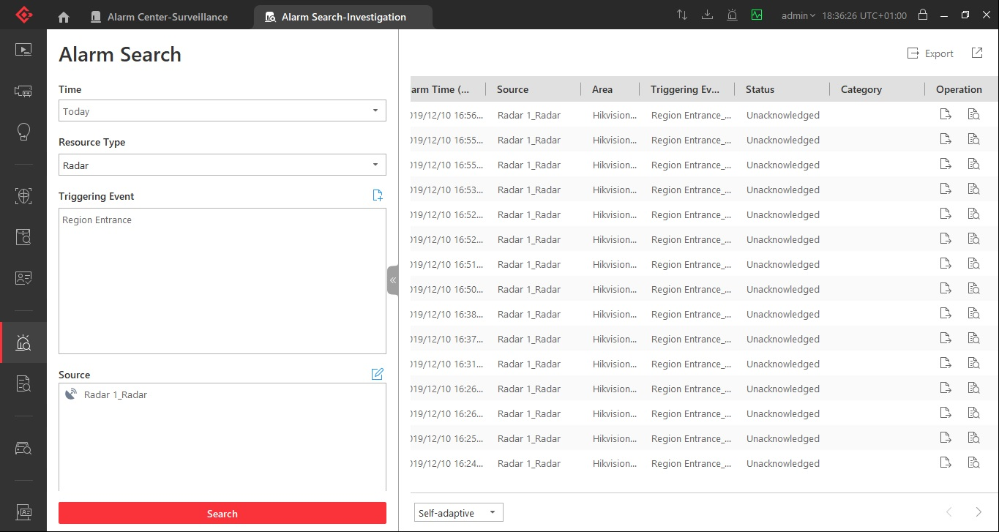 Alarm Center-Surveillance Alarm Search-Investigation admin 18:36:26 UTC+01:00
Alarm Search
Time
Today
Resource Type
Radar
Triggering Event
Region Entrance
Source
Radar 1_Radar
Search
Export
arm Time (... Source Area Triggering Ev... Status Category Operation
019/12/10 16:56... Radar 1_Radar Hikvision... Region Entrance_... Unacknowledged
019/12/10 16:55... Radar 1_Radar Hikvision... Region Entrance_... Unacknowledged
019/12/10 16:55... Radar 1_Radar Hikvision... Region Entrance_... Unacknowledged
019/12/10 16:53... Radar 1_Radar Hikvision... Region Entrance_... Unacknowledged
019/12/10 16:52... Radar 1_Radar Hikvision... Region Entrance_... Unacknowledged
019/12/10 16:52... Radar 1_Radar Hikvision... Region Entrance_... Unacknowledged
019/12/10 16:51... Radar 1_Radar Hikvision... Region Entrance_... Unacknowledged
019/12/10 16:50... Radar 1_Radar Hikvision... Region Entrance_... Unacknowledged
019/12/10 16:38... Radar 1_Radar Hikvision... Region Entrance_... Unacknowledged
019/12/10 16:37... Radar 1_Radar Hikvision... Region Entrance_... Unacknowledged
019/12/10 16:31... Radar 1_Radar Hikvision... Region Entrance_... Unacknowledged
019/12/10 16:26... Radar 1_Radar Hikvision... Region Entrance_... Unacknowledged
019/12/10 16:26... Radar 1_Radar Hikvision... Region Entrance_... Unacknowledged
019/12/10 16:25... Radar 1_Radar Hikvision... Region Entrance_... Unacknowledged
019/12/10 16:24... Radar 1_Radar Hikvision... Region Entrance_... Unacknowledged
Self-adaptive